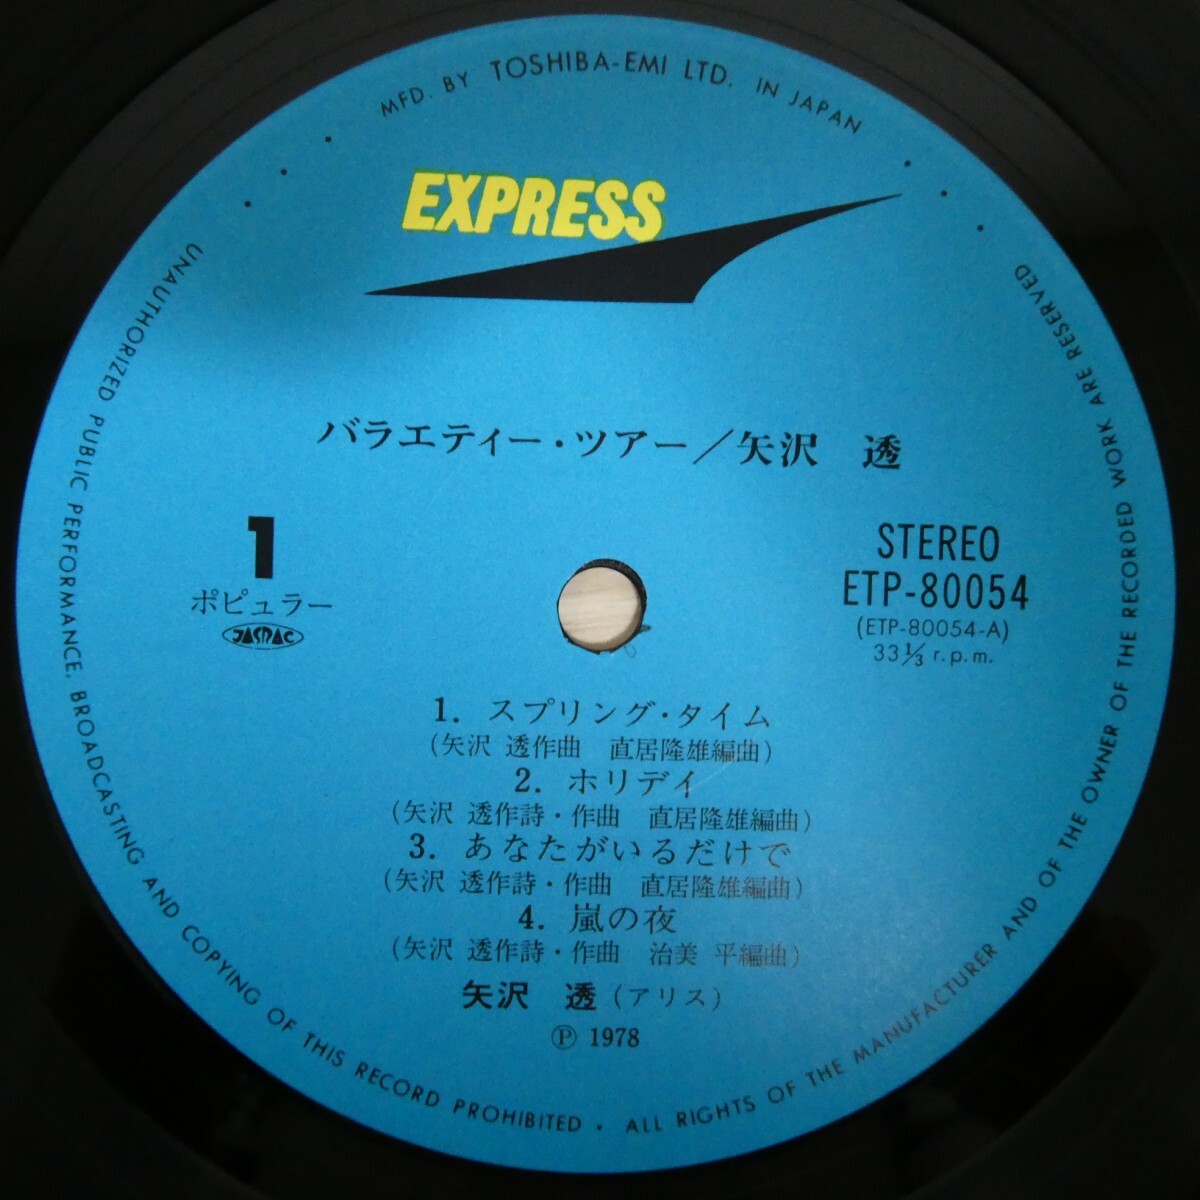 MFD. BY TOSHIBA-EMI LTD. IN JAPAN
EXPRESS
バラエティー・ツアー／矢沢 透
1
ポピュラー
JASRAC
STEREO
ETP-80054
(ETP-80054-A)
33⅓ r.p.m.
1. スプリング・タイム
(矢沢 透作曲 直居隆雄編曲)
2. ホリデイ
(矢沢 透作詩・作曲 直居隆雄編曲)
3. あなたがいるだけで
(矢沢 透作詩・作曲 直居隆雄編曲)
4. 嵐の夜
(矢沢 透作詩・作曲 治美 平編曲)
矢沢 透(アリス)
Ⓟ 1978
UNAUTHORIZED PUBLIC PERFORMANCE, BROADCASTING AND COPYING OF THIS RECORD PROHIBITED • ALL RIGHTS OF THE MANUFACTURER AND OF THE OWNER OF THE RECORDED WORK ARE RESERVED